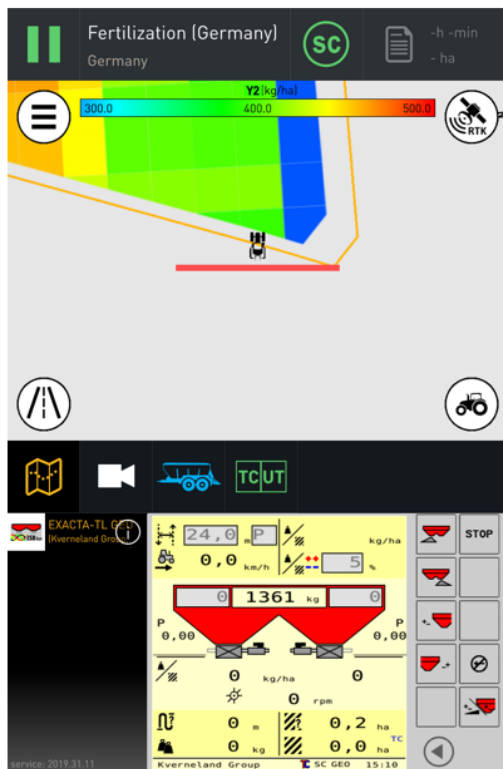 Fertilization (Germany)
Germany
SC
-h -min
- ha
Y2 (kg/ha)
300.0 400.0 500.0
RTK
TC UT
EXACTA-TL GEO
(Kverneland Group)
i
24,0 m P
kg/ha
0,0 km/h
5 %
STOP
0 1361 kg 0
P P
0,00 0,00
0 kg/ha 0
0 rpm
0 m 0,2 ha
TC
0 kg 0,0 ha
service: 2019.31.11
Kverneland Group TC SC GEO 15:10